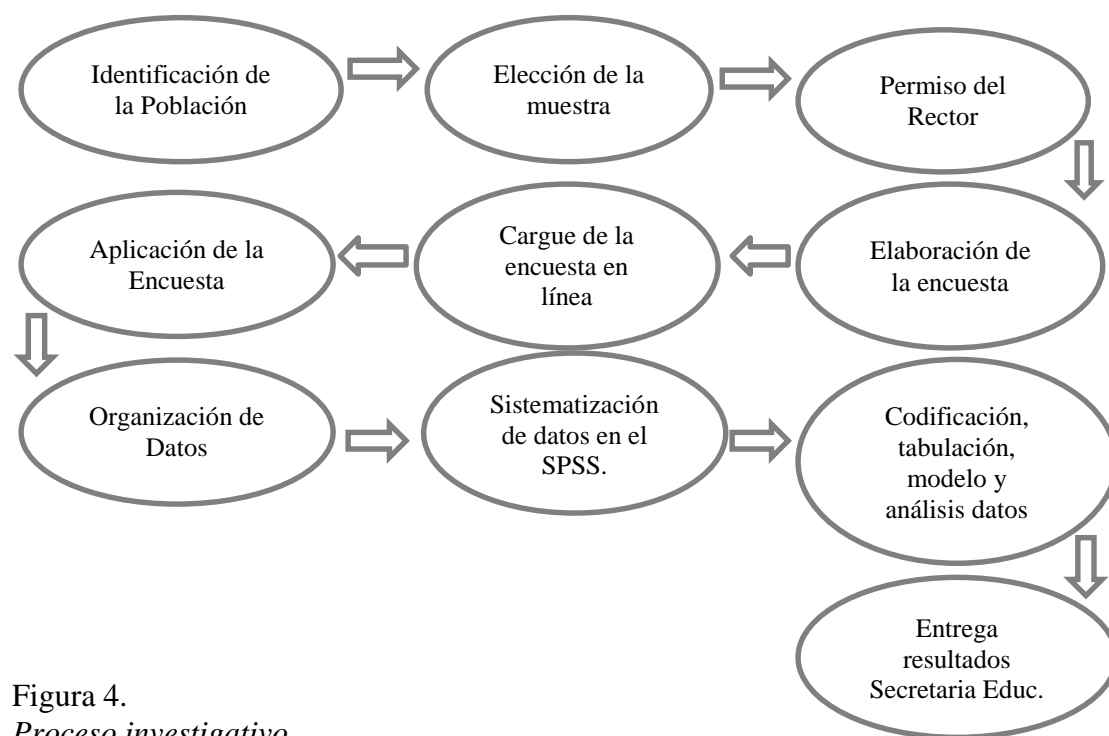 Identificación de
la Población
Elección de la
muestra
Permiso del
Rector
Elaboración de
la encuesta
Cargue de la
encuesta en
línea
Aplicación de la
Encuesta
Organización de
Datos
Sistematización
de datos en el
SPSS.
Codificación,
tabulación,
modelo y
análisis datos
Entrega
resultados
Secretaria Educ.
Figura 4.
Proceso investigativo